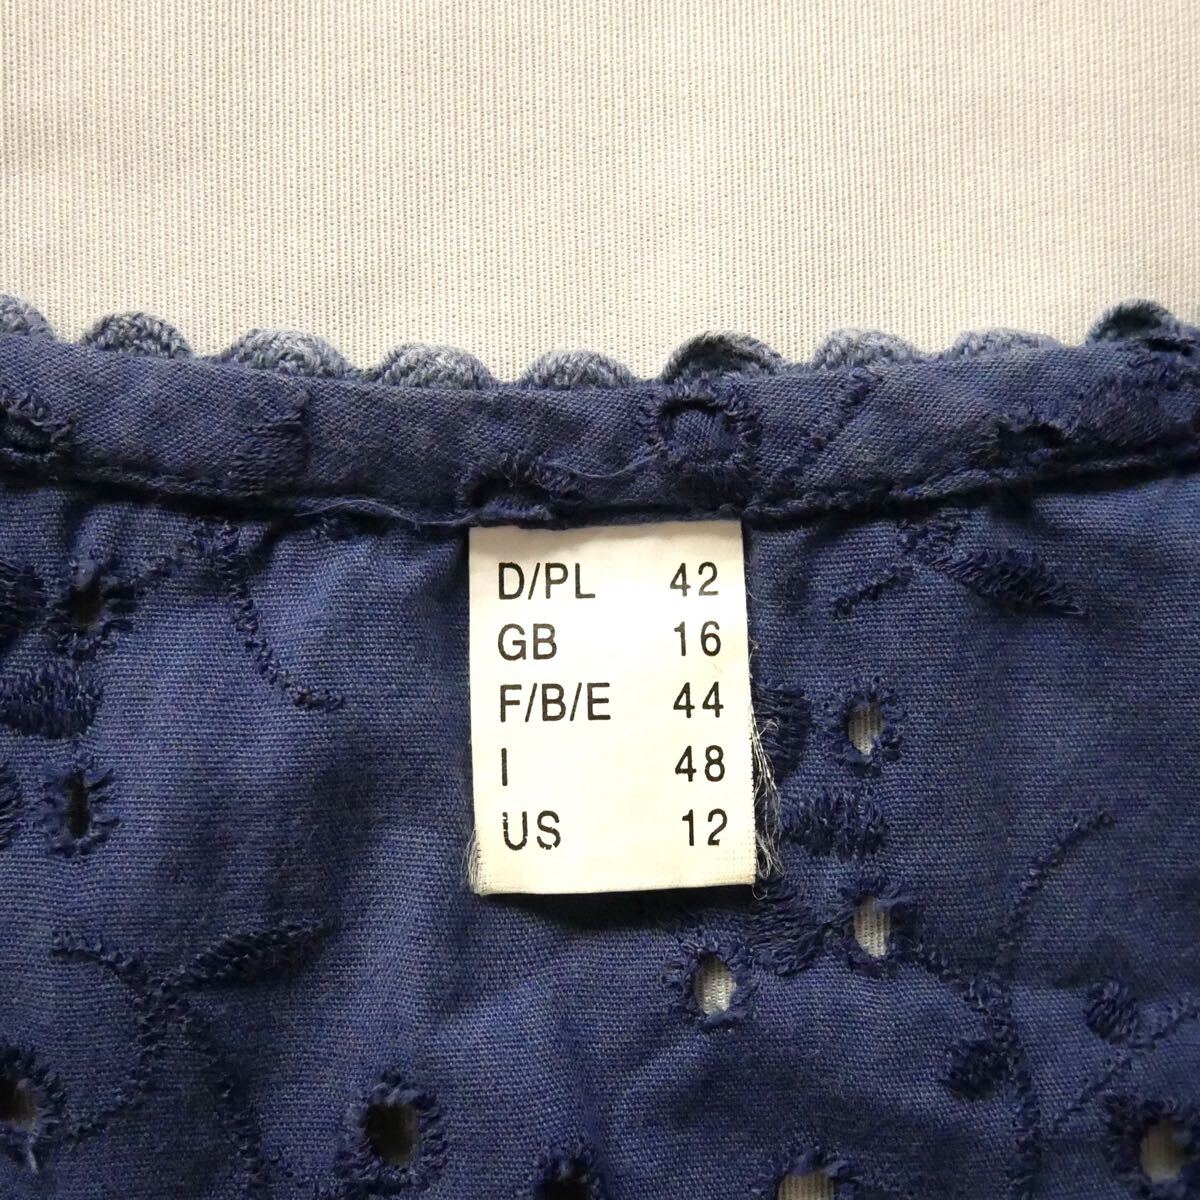 D/PL 42
GB 16
F/B/E 44
I 48
US 12